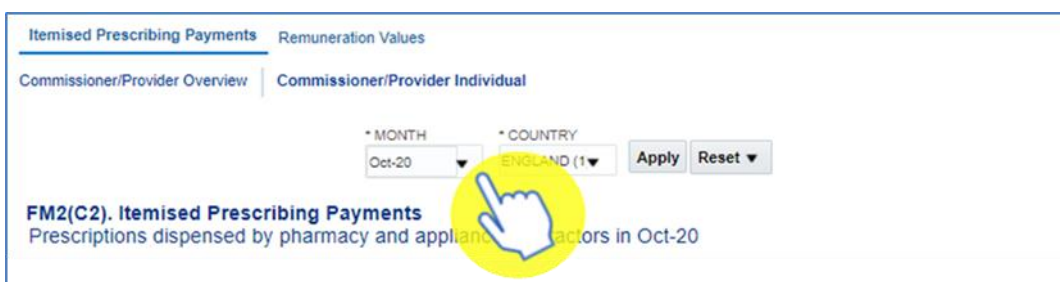 Itemised Prescribing Payments Remuneration Values
Commissioner/Provider Overview Commissioner/Provider Individual
* MONTH * COUNTRY
Oct-20 ENGLAND (1 Apply Reset
FM2(C2). Itemised Prescribing Payments
Prescriptions dispensed by pharmacy and in Oct-20